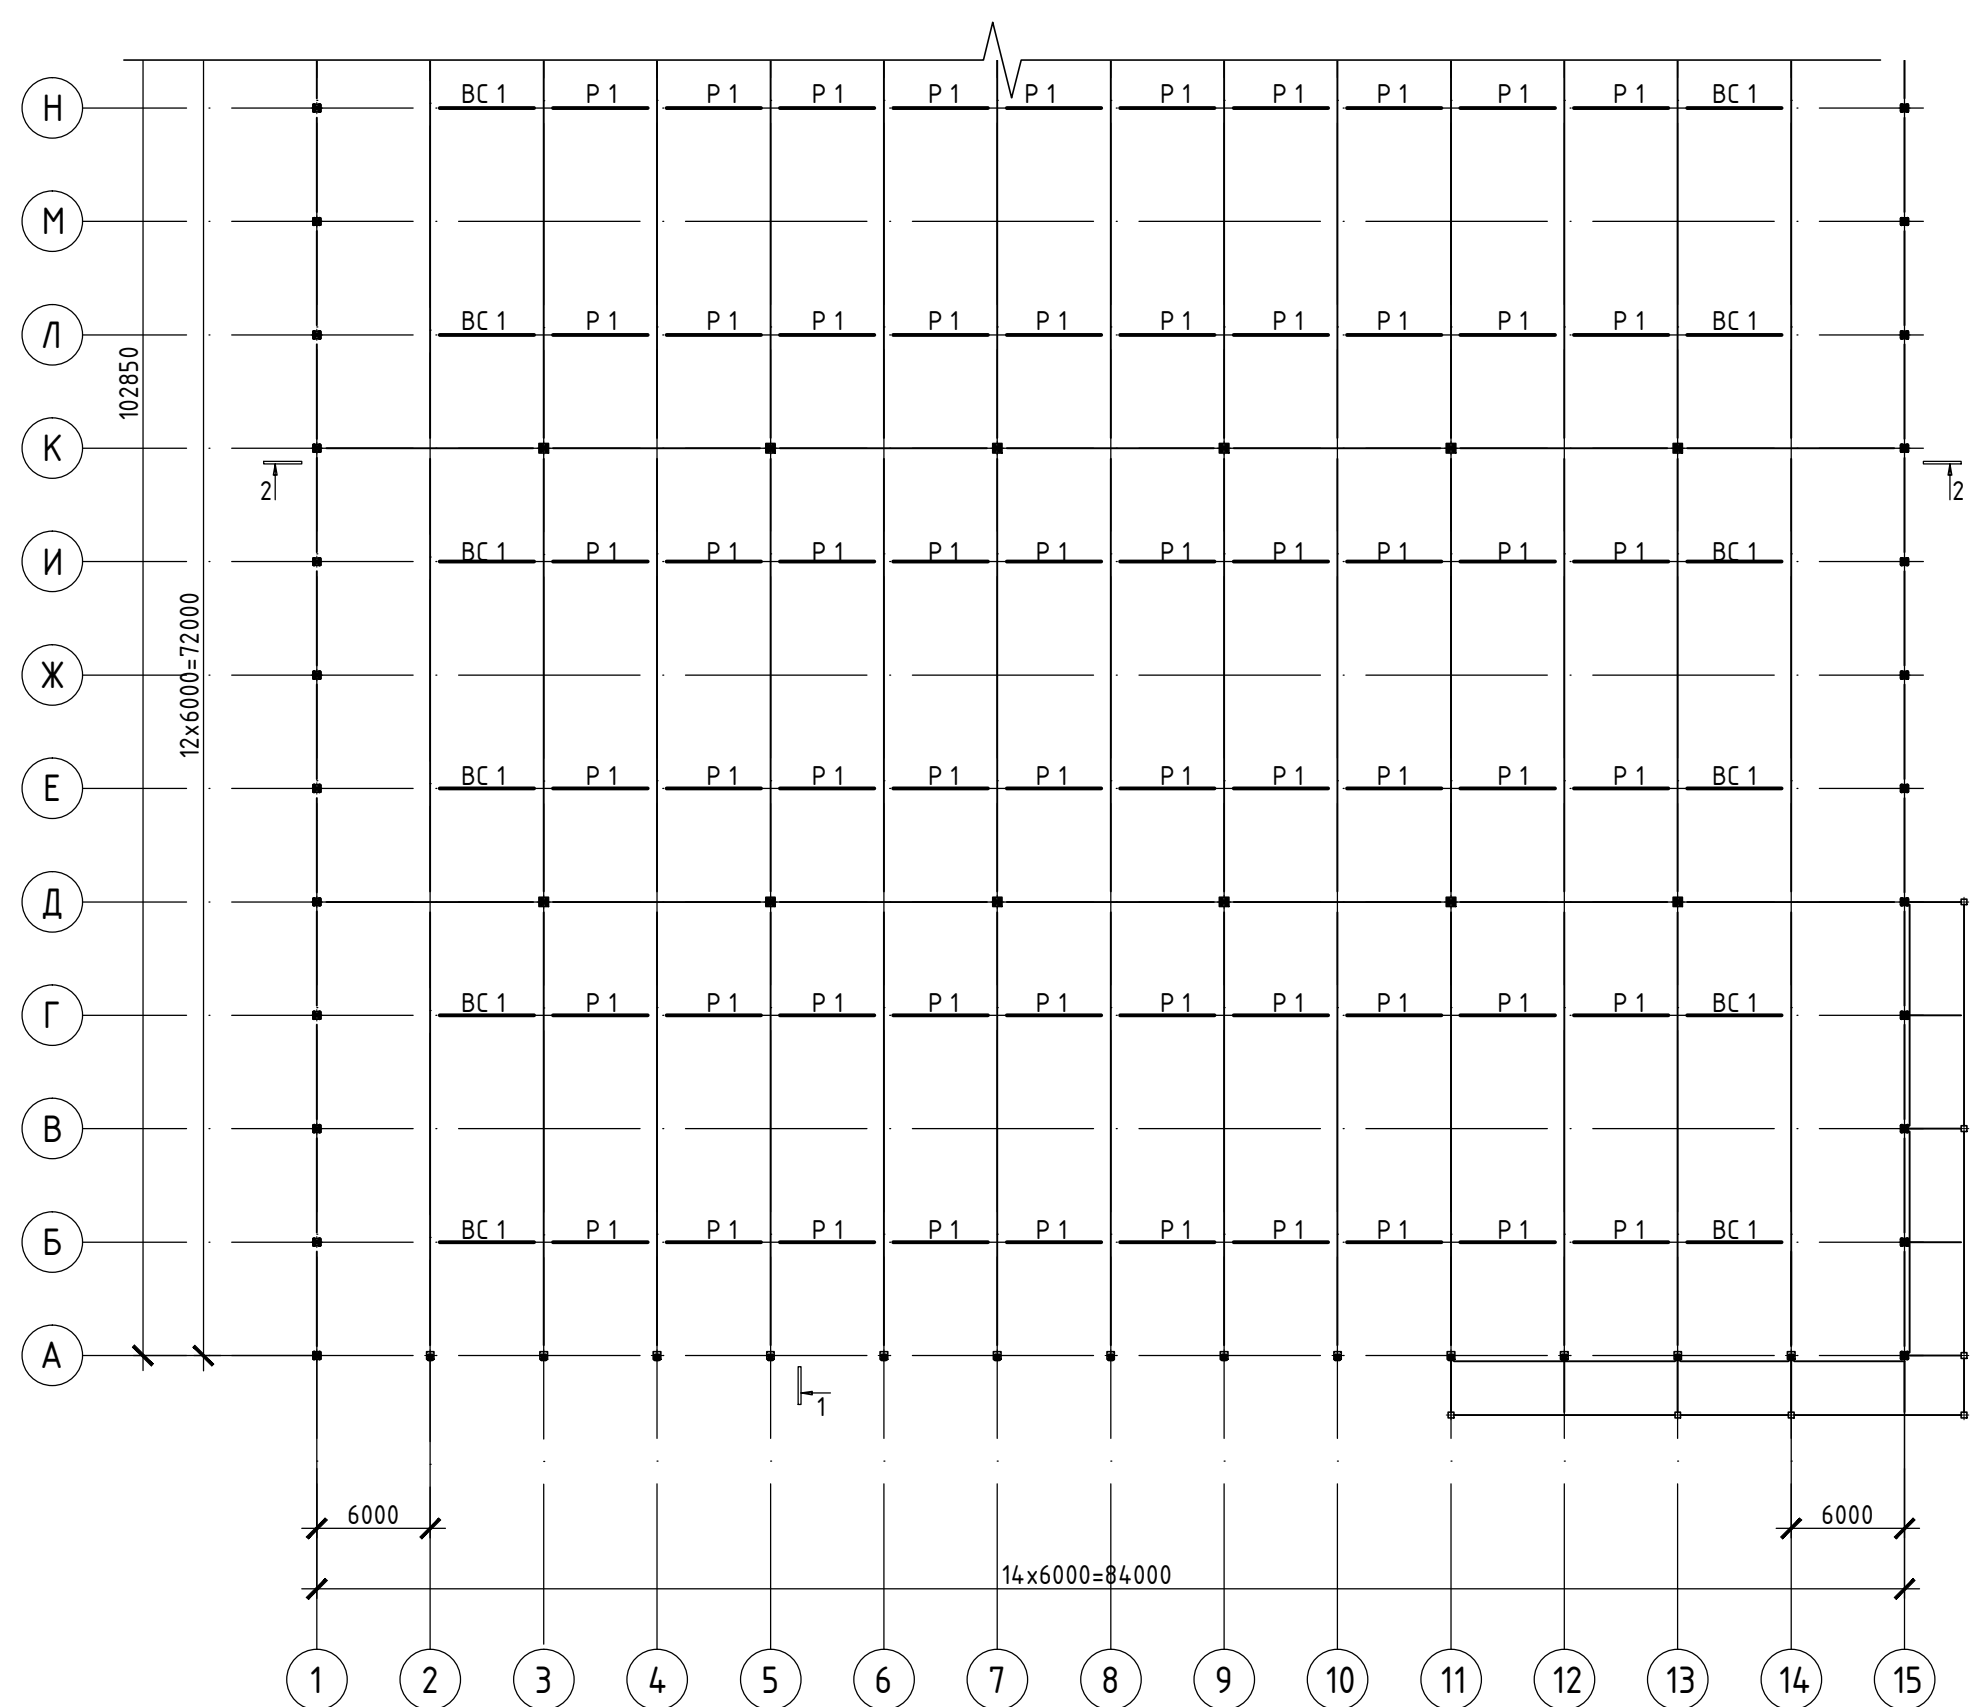 Н ВС 1 Р 1 Р 1 Р 1 Р 1 Р 1 Р 1 Р 1 Р 1 Р 1 Р 1 ВС 1
М
Л ВС 1 Р 1 Р 1 Р 1 Р 1 Р 1 Р 1 Р 1 Р 1 Р 1 Р 1 ВС 1
102850
К
2 2
И ВС 1 Р 1 Р 1 Р 1 Р 1 Р 1 Р 1 Р 1 Р 1 Р 1 Р 1 ВС 1
12х6000=72000
Ж
Е ВС 1 Р 1 Р 1 Р 1 Р 1 Р 1 Р 1 Р 1 Р 1 Р 1 Р 1 ВС 1
Д
Г ВС 1 Р 1 Р 1 Р 1 Р 1 Р 1 Р 1 Р 1 Р 1 Р 1 Р 1 ВС 1
В
Б ВС 1 Р 1 Р 1 Р 1 Р 1 Р 1 Р 1 Р 1 Р 1 Р 1 Р 1 ВС 1
А
1
6000 6000
14х6000=84000
1 2 3 4 5 6 7 8 9 10 11 12 13 14 15